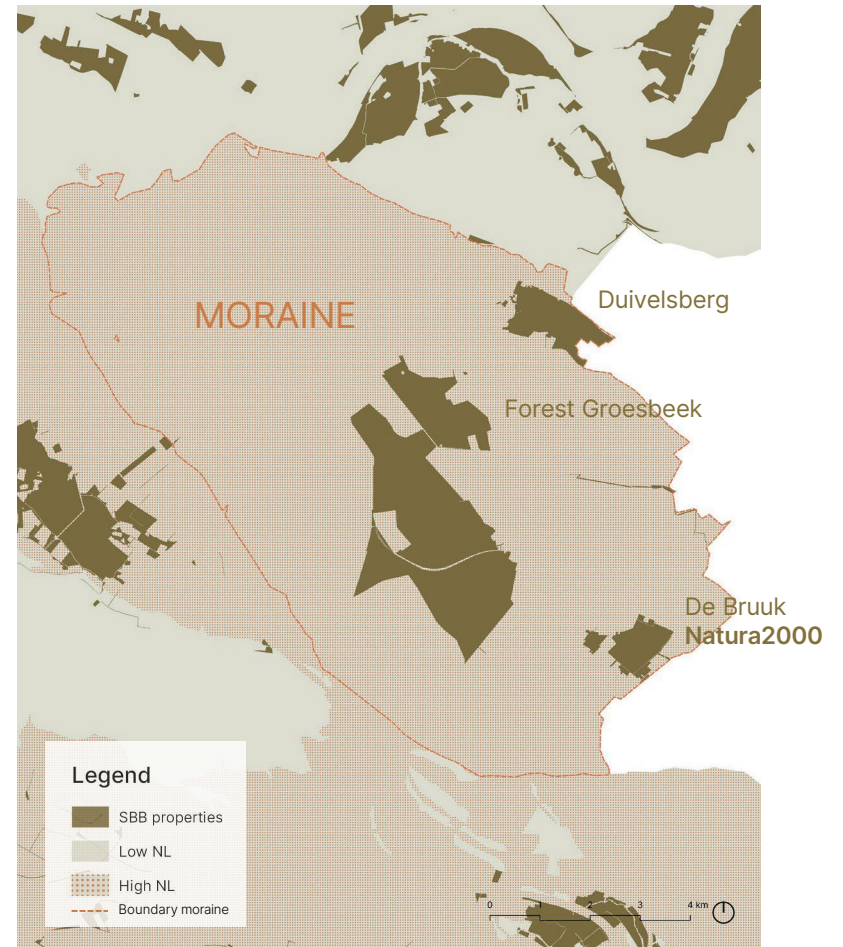 Duivelsberg
MORAINE
Forest Groesbeek
De Bruuk
Natura2000
Legend
SBB properties
Low NL
High NL
Boundary moraine
0 1 2 3 4 km